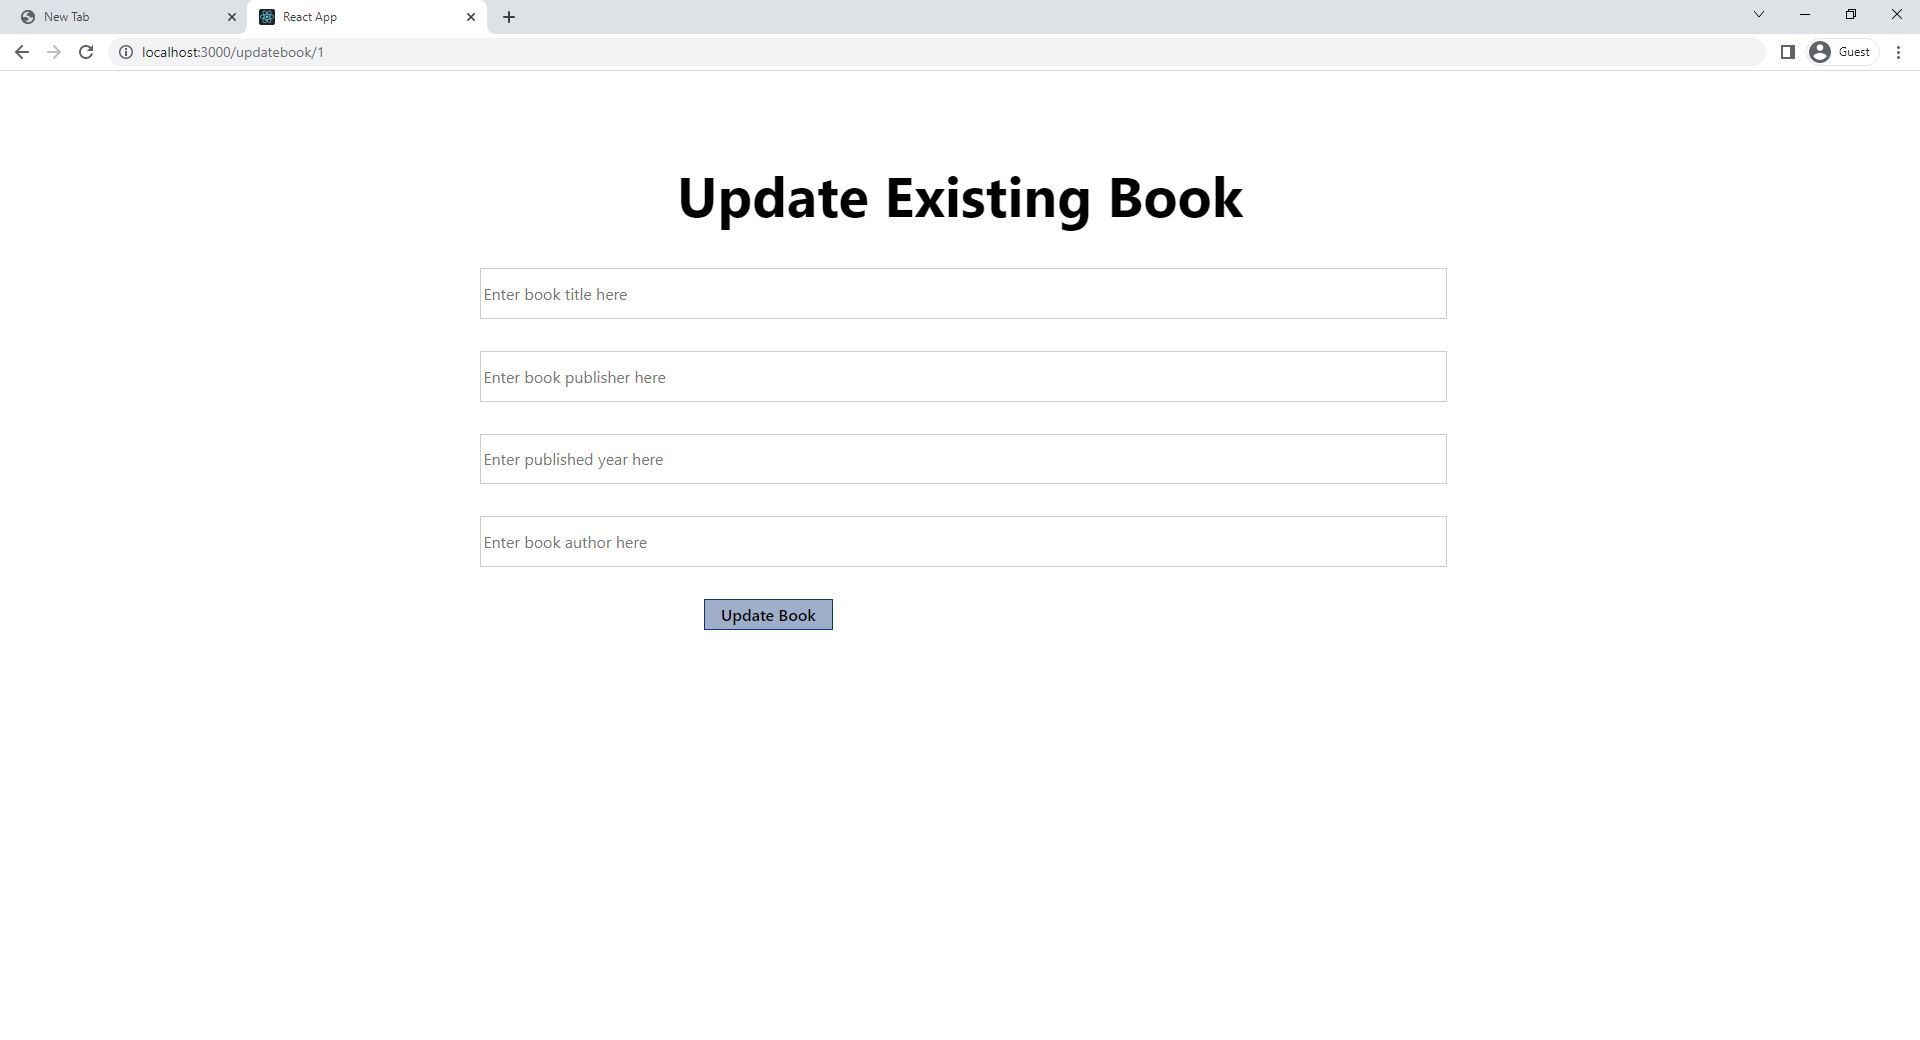 New Tab
React App
localhost:3000/updatebook/1
Guest
Update Existing Book
Enter book title here
Enter book publisher here
Enter published year here
Enter book author here
Update Book